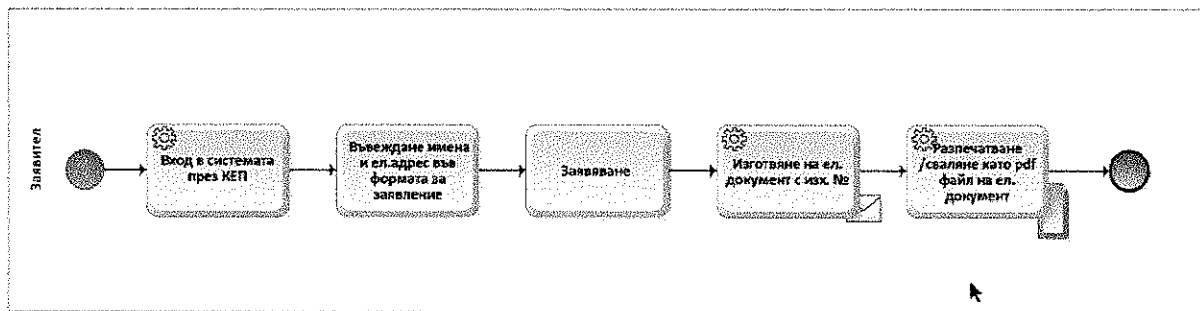 Заявител
Вход в системата
през КЕП
Въвеждане имена
и ел.адрес във
формата за
заявление
Заявяване
Изготвяне на ел.
документ с изх. №
Разпечатване
/сваляне като pdf
файл на ел.
документ